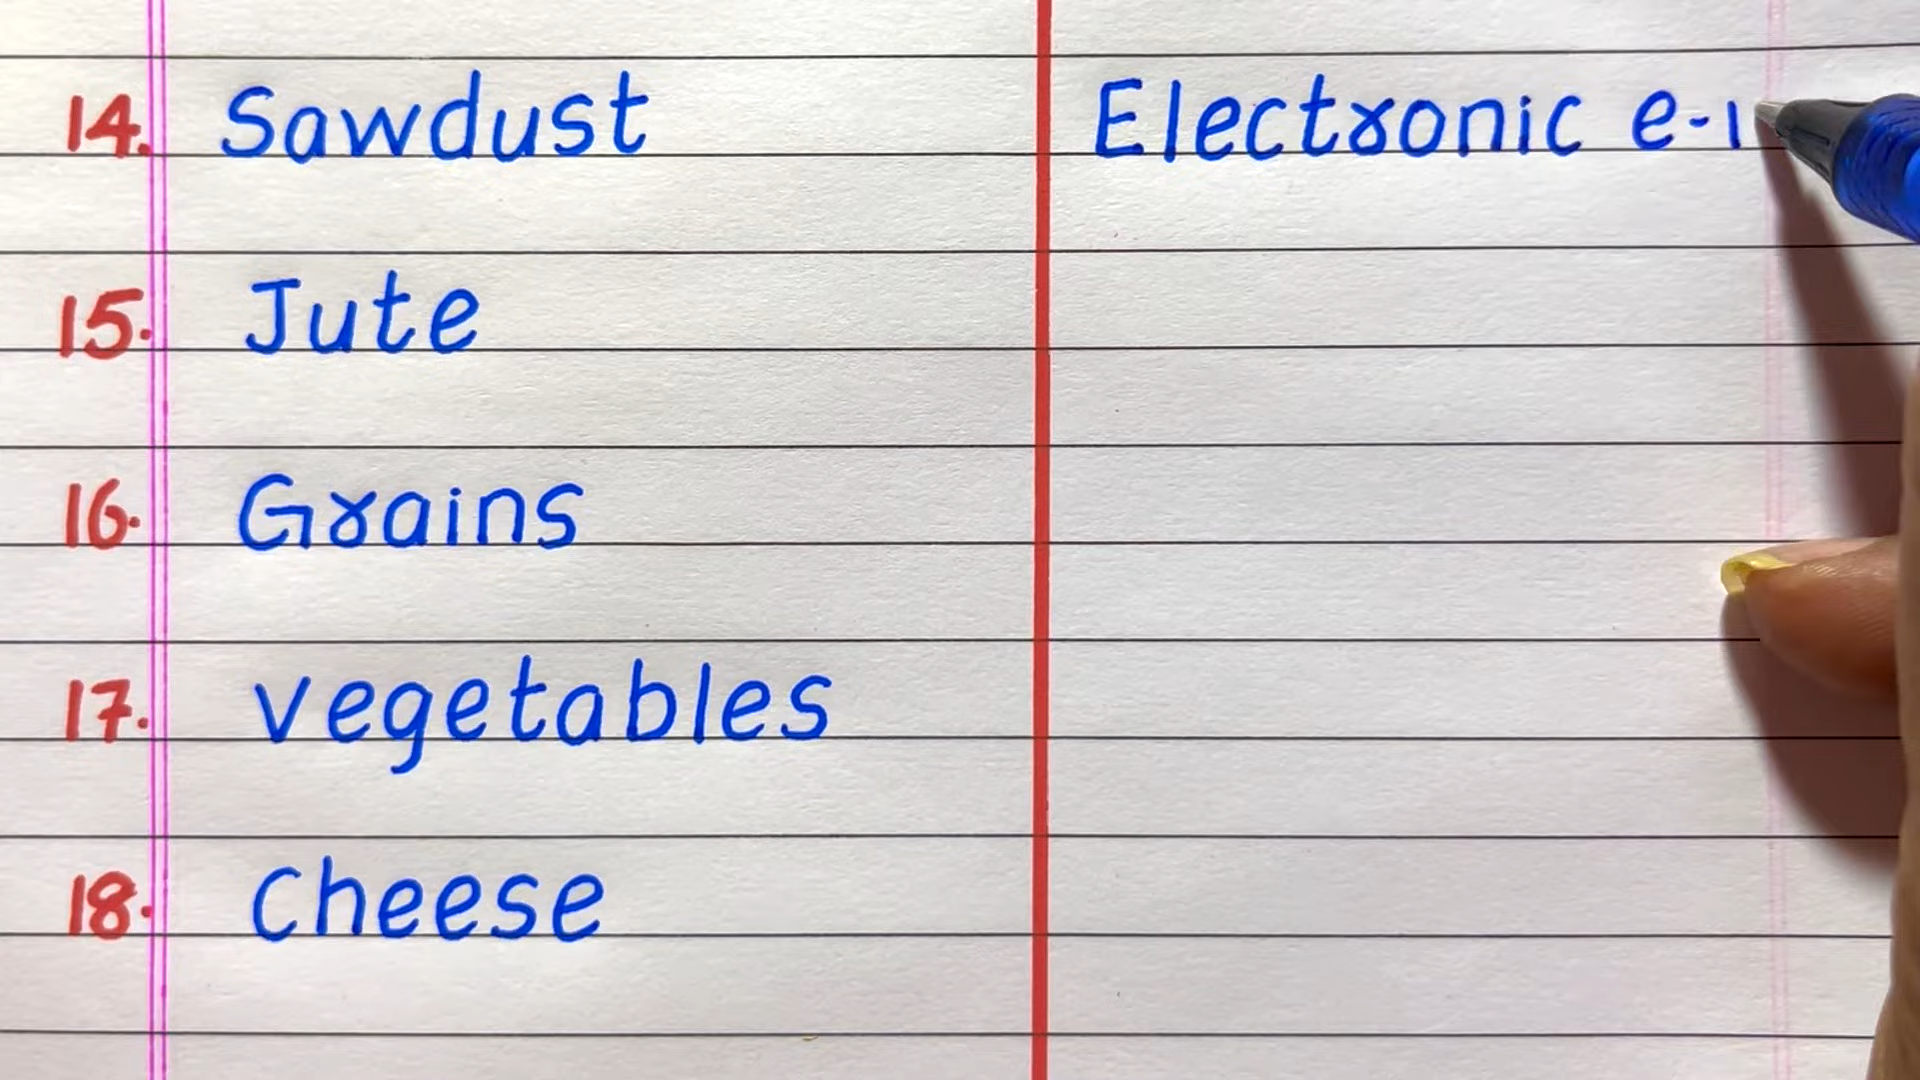 14. Sawdust Electronic e-
15. Jute
16. Grains
17. vegetables
18. Cheese